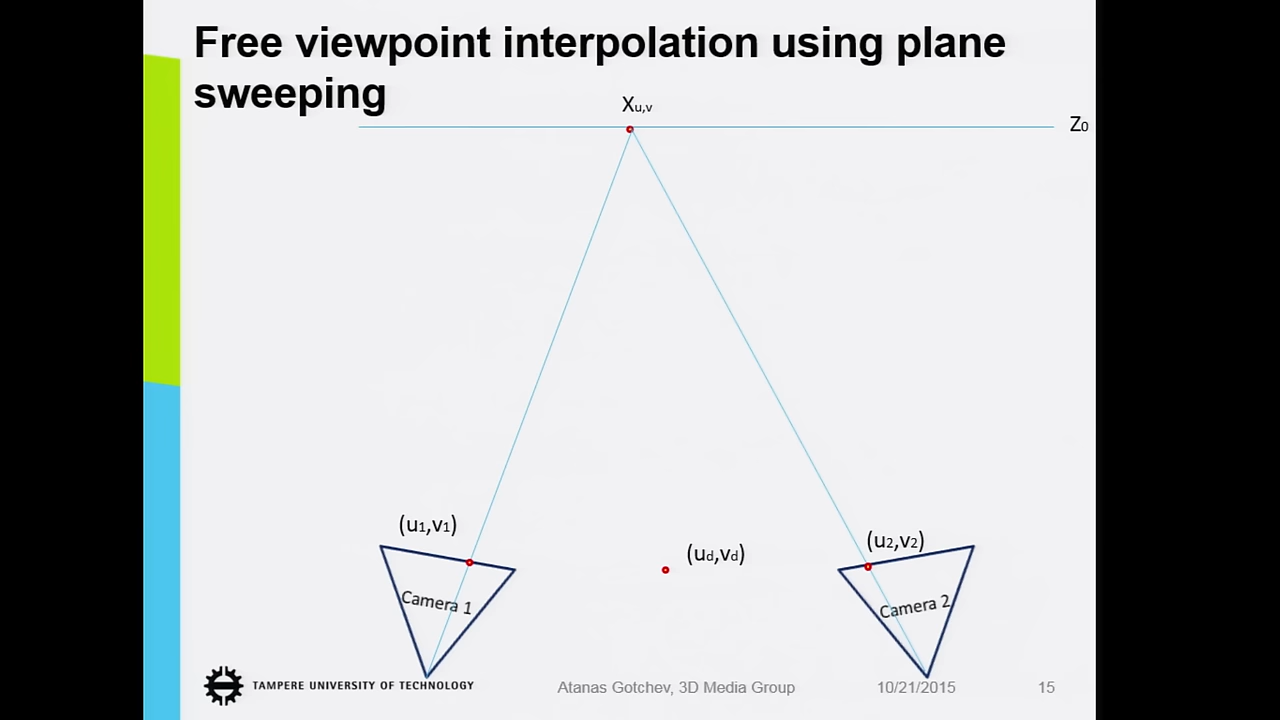 Free viewpoint interpolation using plane
sweeping
Xu,v
Z0
(u1,v1)
(ud,vd)
(u2,v2)
Camera 1
Camera 2
TAMPERE UNIVERSITY OF TECHNOLOGY
Atanas Gotchev, 3D Media Group
10/21/2015
15